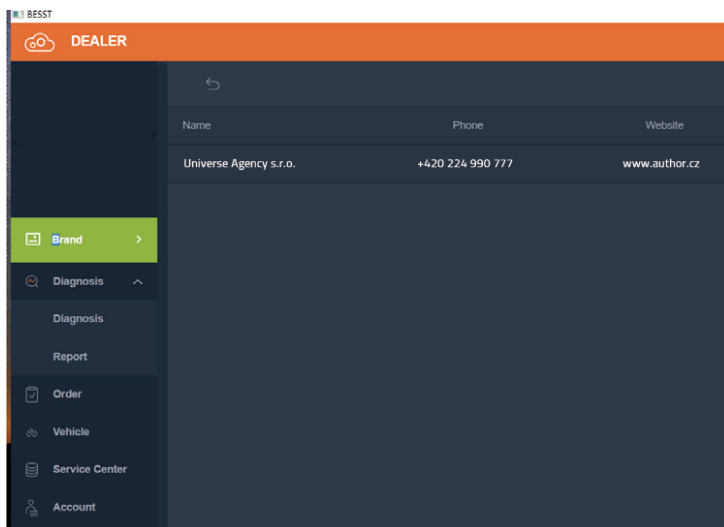 BESST
DEALER
Name Phone Website
Universe Agency s.r.o. +420 224 990 777 www.author.cz
Brand
Diagnosis
Diagnosis
Report
Order
Vehicle
Service Center
Account